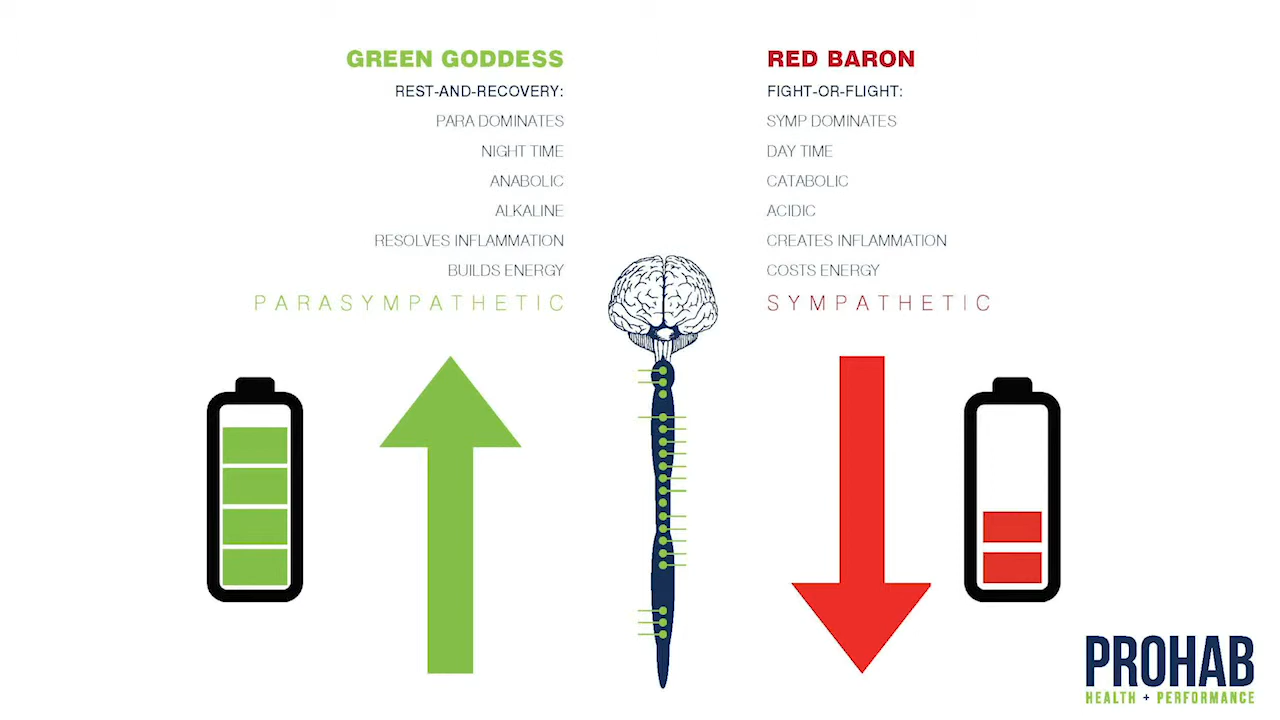 GREEN GODDESS
REST-AND-RECOVERY:
PARA DOMINATES
NIGHT TIME
ANABOLIC
ALKALINE
RESOLVES INFLAMMATION
BUILDS ENERGY
PARASYMPATHETIC
RED BARON
FIGHT-OR-FLIGHT:
SYMP DOMINATES
DAY TIME
CATABOLIC
ACIDIC
CREATES INFLAMMATION
COSTS ENERGY
SYMPATHETIC
PROHAB
HEALTH + PERFORMANCE